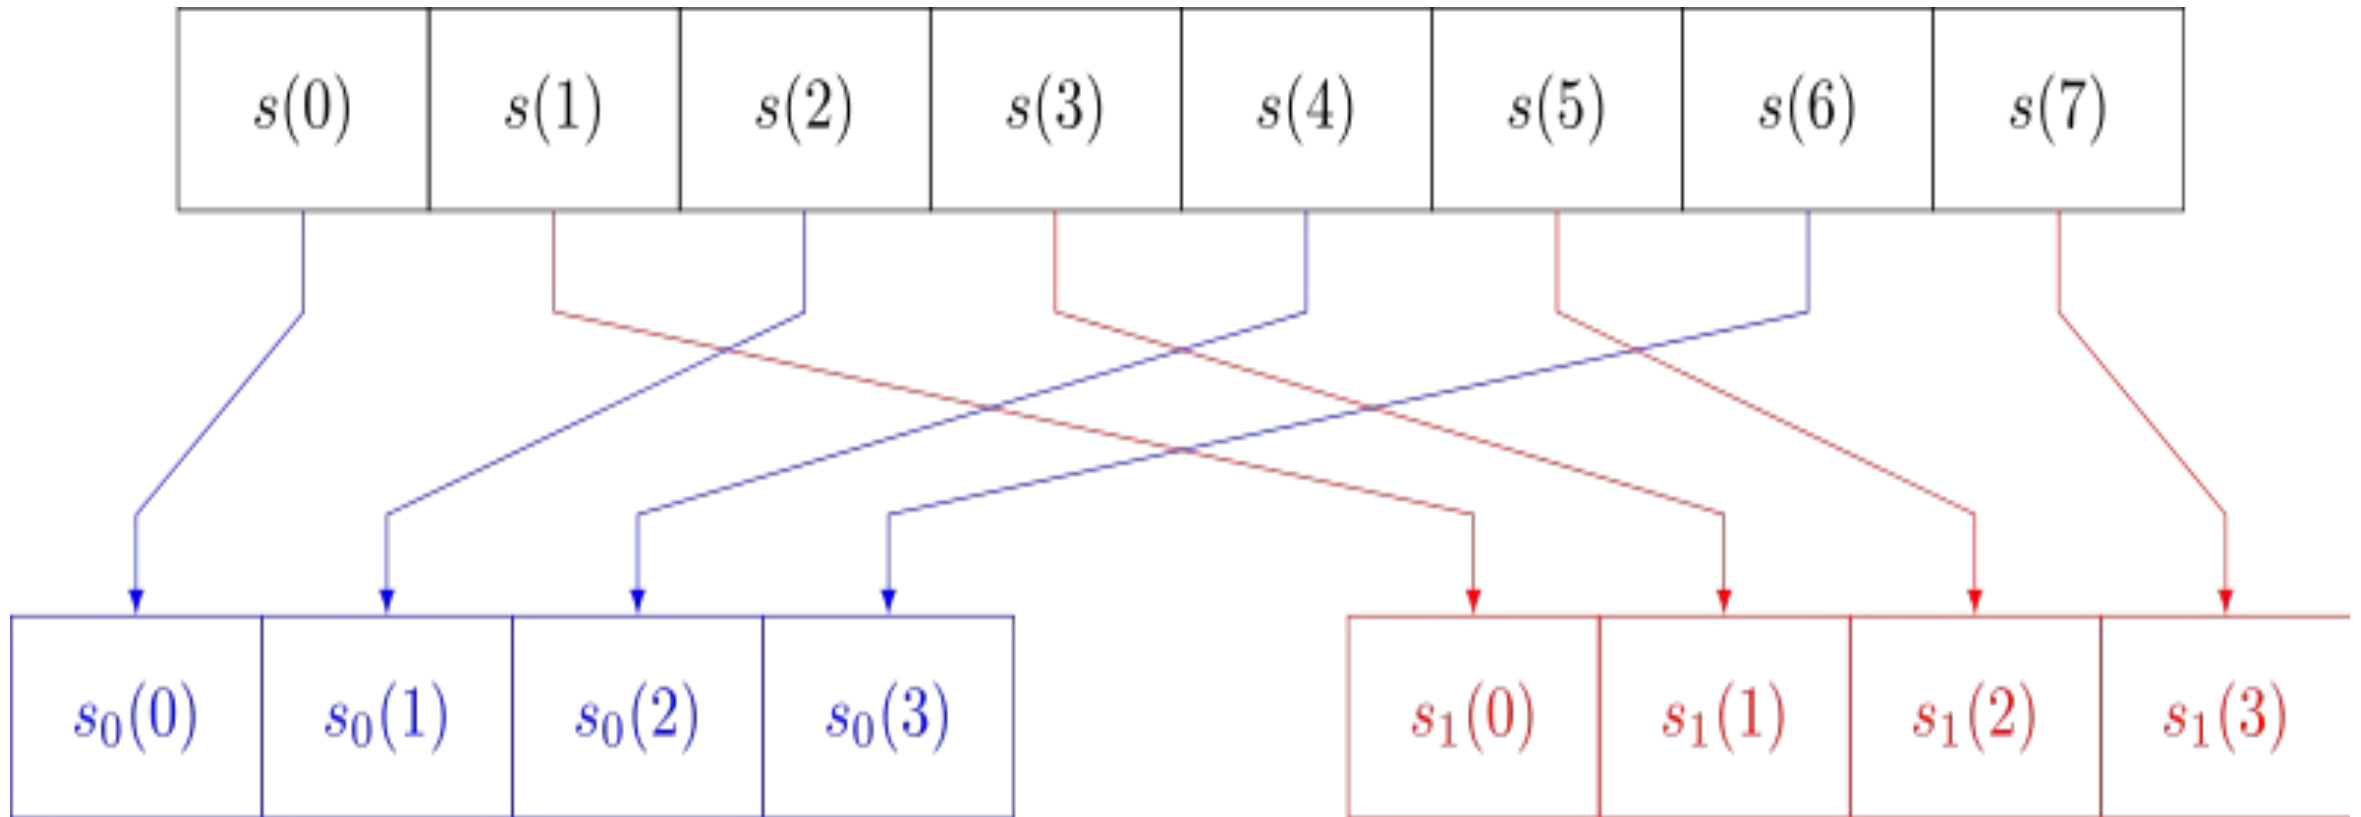 s(0) s(1) s(2) s(3) s(4) s(5) s(6) s(7)
s₀(0) s₀(1) s₀(2) s₀(3) s₁(0) s₁(1) s₁(2) s₁(3)